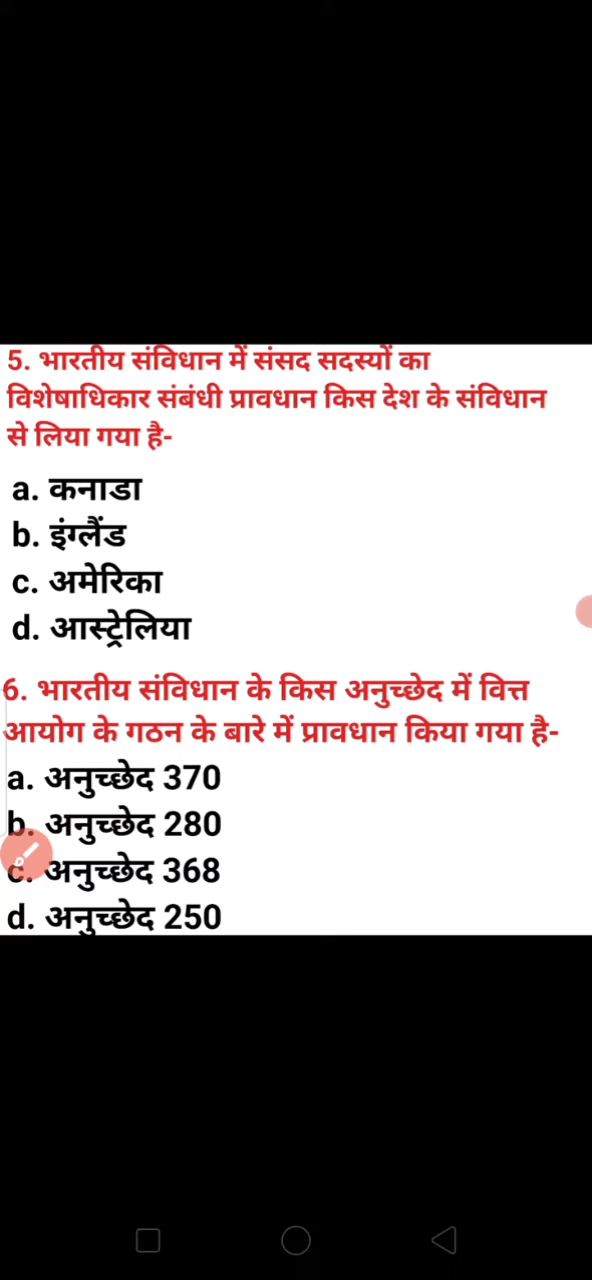 5. भारतीय संविधान में संसद सदस्यों का
विशेषाधिकार संबंधी प्रावधान किस देश के संविधान
से लिया गया है-
a. कनाडा
b. इंग्लैंड
c. अमेरिका
d. आस्ट्रेलिया
6. भारतीय संविधान के किस अनुच्छेद में वित्त
आयोग के गठन के बारे में प्रावधान किया गया है-
a. अनुच्छेद 370
b. अनुच्छेद 280
c. अनुच्छेद 368
d. अनुच्छेद 250